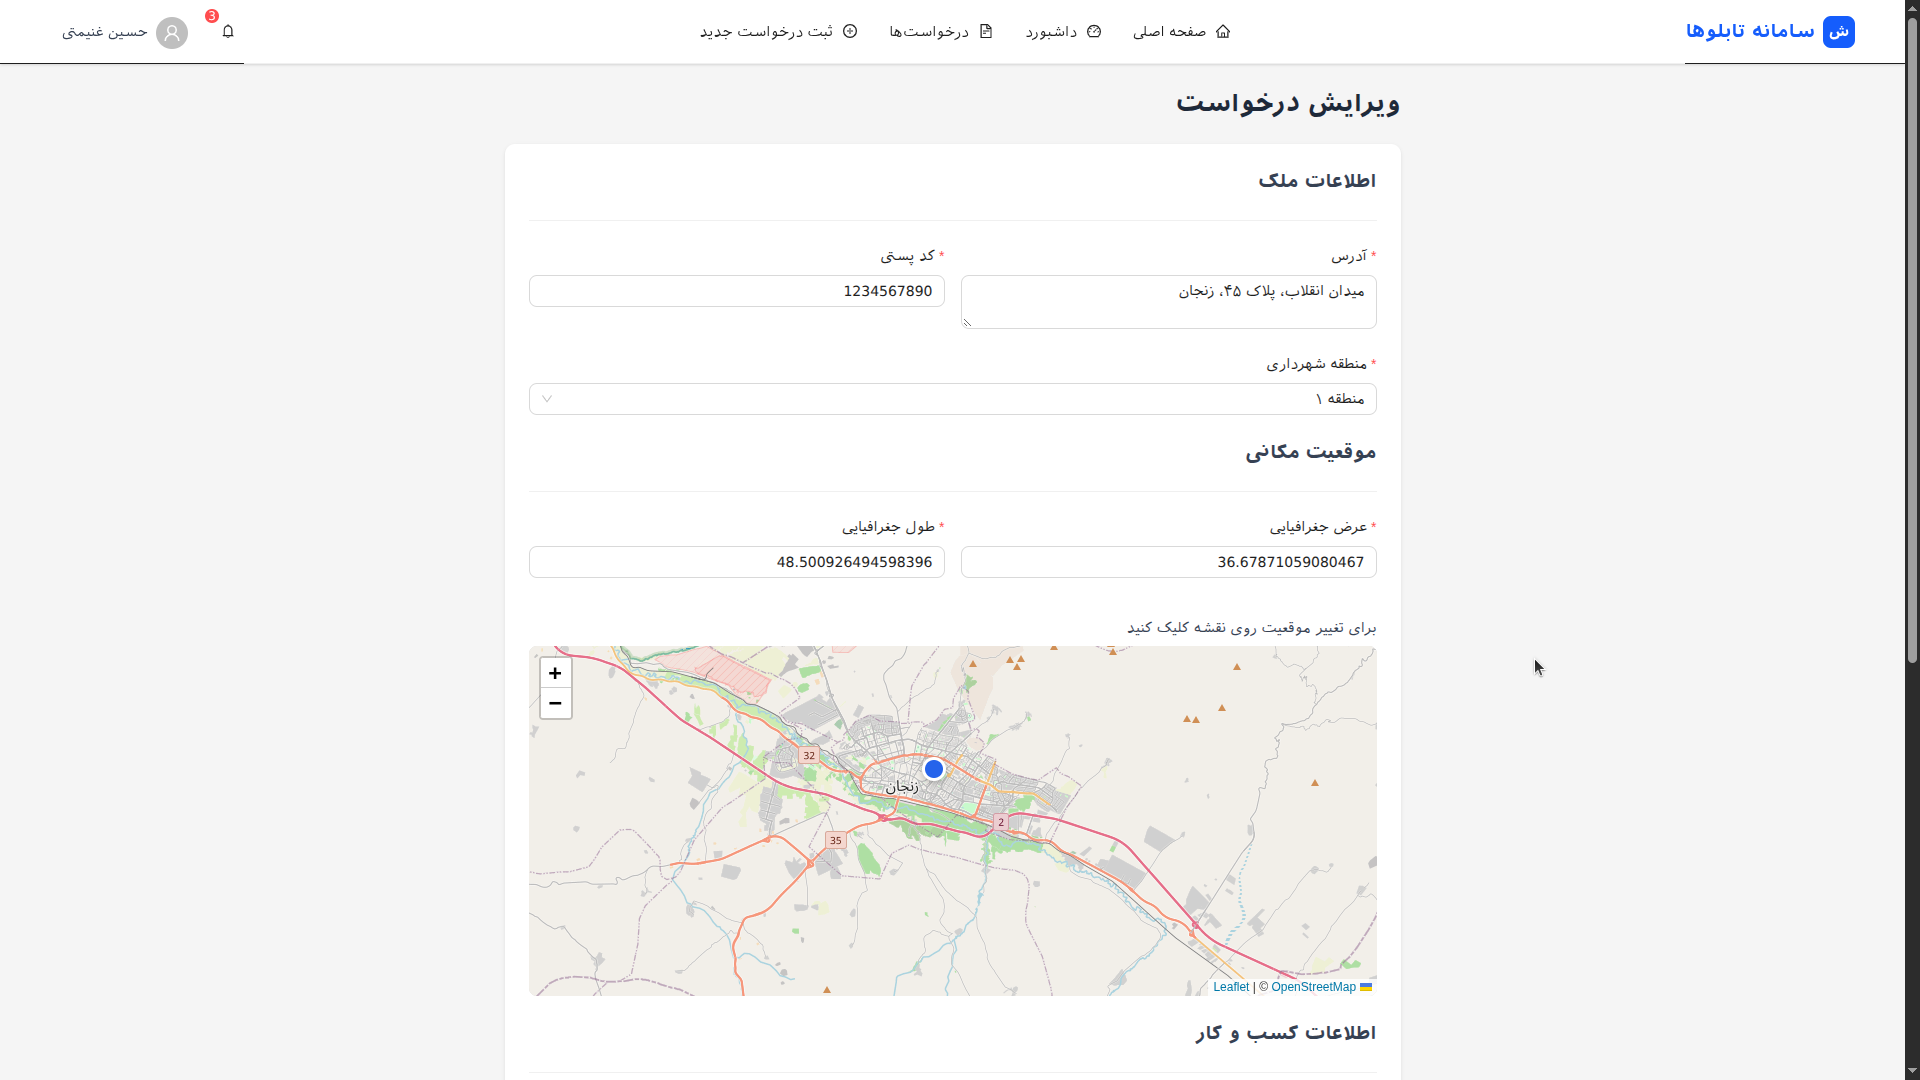 ش سامانه تابلوها
صفحه اصلی داشبورد درخواست‌ها ثبت درخواست جدید
3 حسین غنیمتی
ویرایش درخواست
اطلاعات ملک
* آدرس
میدان انقلاب، پلاک ۴۵، زنجان
* کد پستی
1234567890
* منطقه شهرداری
منطقه ۱
موقعیت مکانی
* عرض جغرافیایی
36.67871059080467
* طول جغرافیایی
48.500926494598396
برای تغییر موقعیت روی نقشه کلیک کنید
+
−
32
زنجان
2
35
Leaflet | © OpenStreetMap
اطلاعات کسب و کار